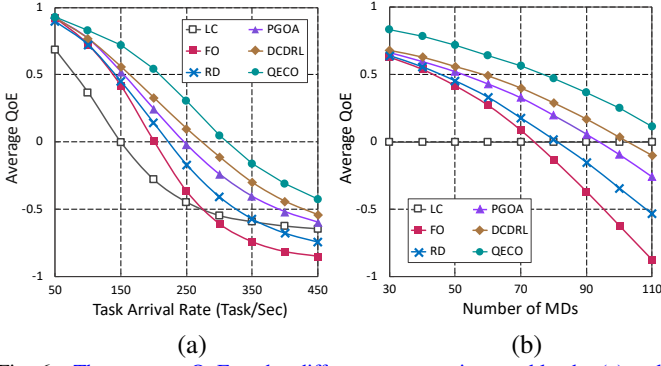 1
0.5
0
-0.5
-1
Average QoE
LC
PGOA
FO
DCDRL
RD
QECO
50
150
250
350
450
Task Arrival Rate (Task/Sec)
(a)
1
0.5
0
-0.5
-1
Average QoE
LC
PGOA
FO
DCDRL
RD
QECO
30
50
70
90
110
Number of MDs
(b)